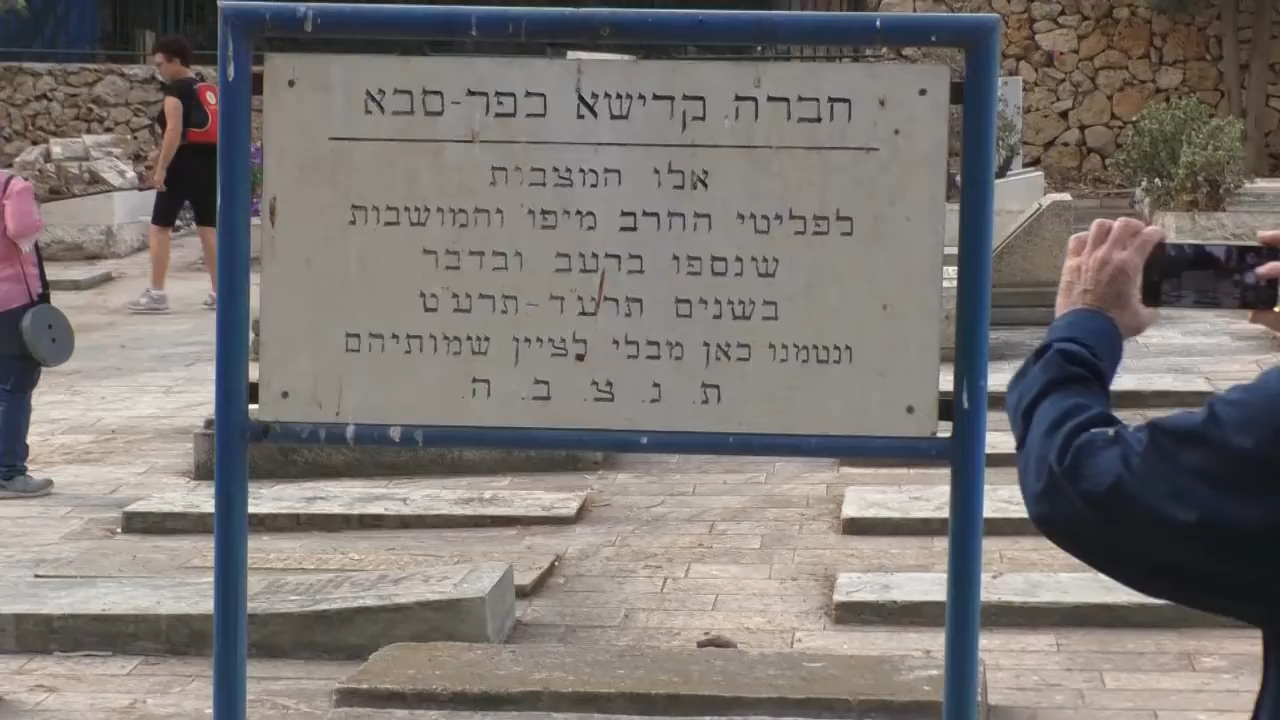 חברה קדישא כפר-סבא
אלו המצבות
לפליטי החרב מיפו והמושבות
שנספו ברעב ובדבר
בשנים תרע"ד-תרע"ט
ונטמנו כאן מבלי לציין שמותיהם
ת. נ. צ. ב. ה.